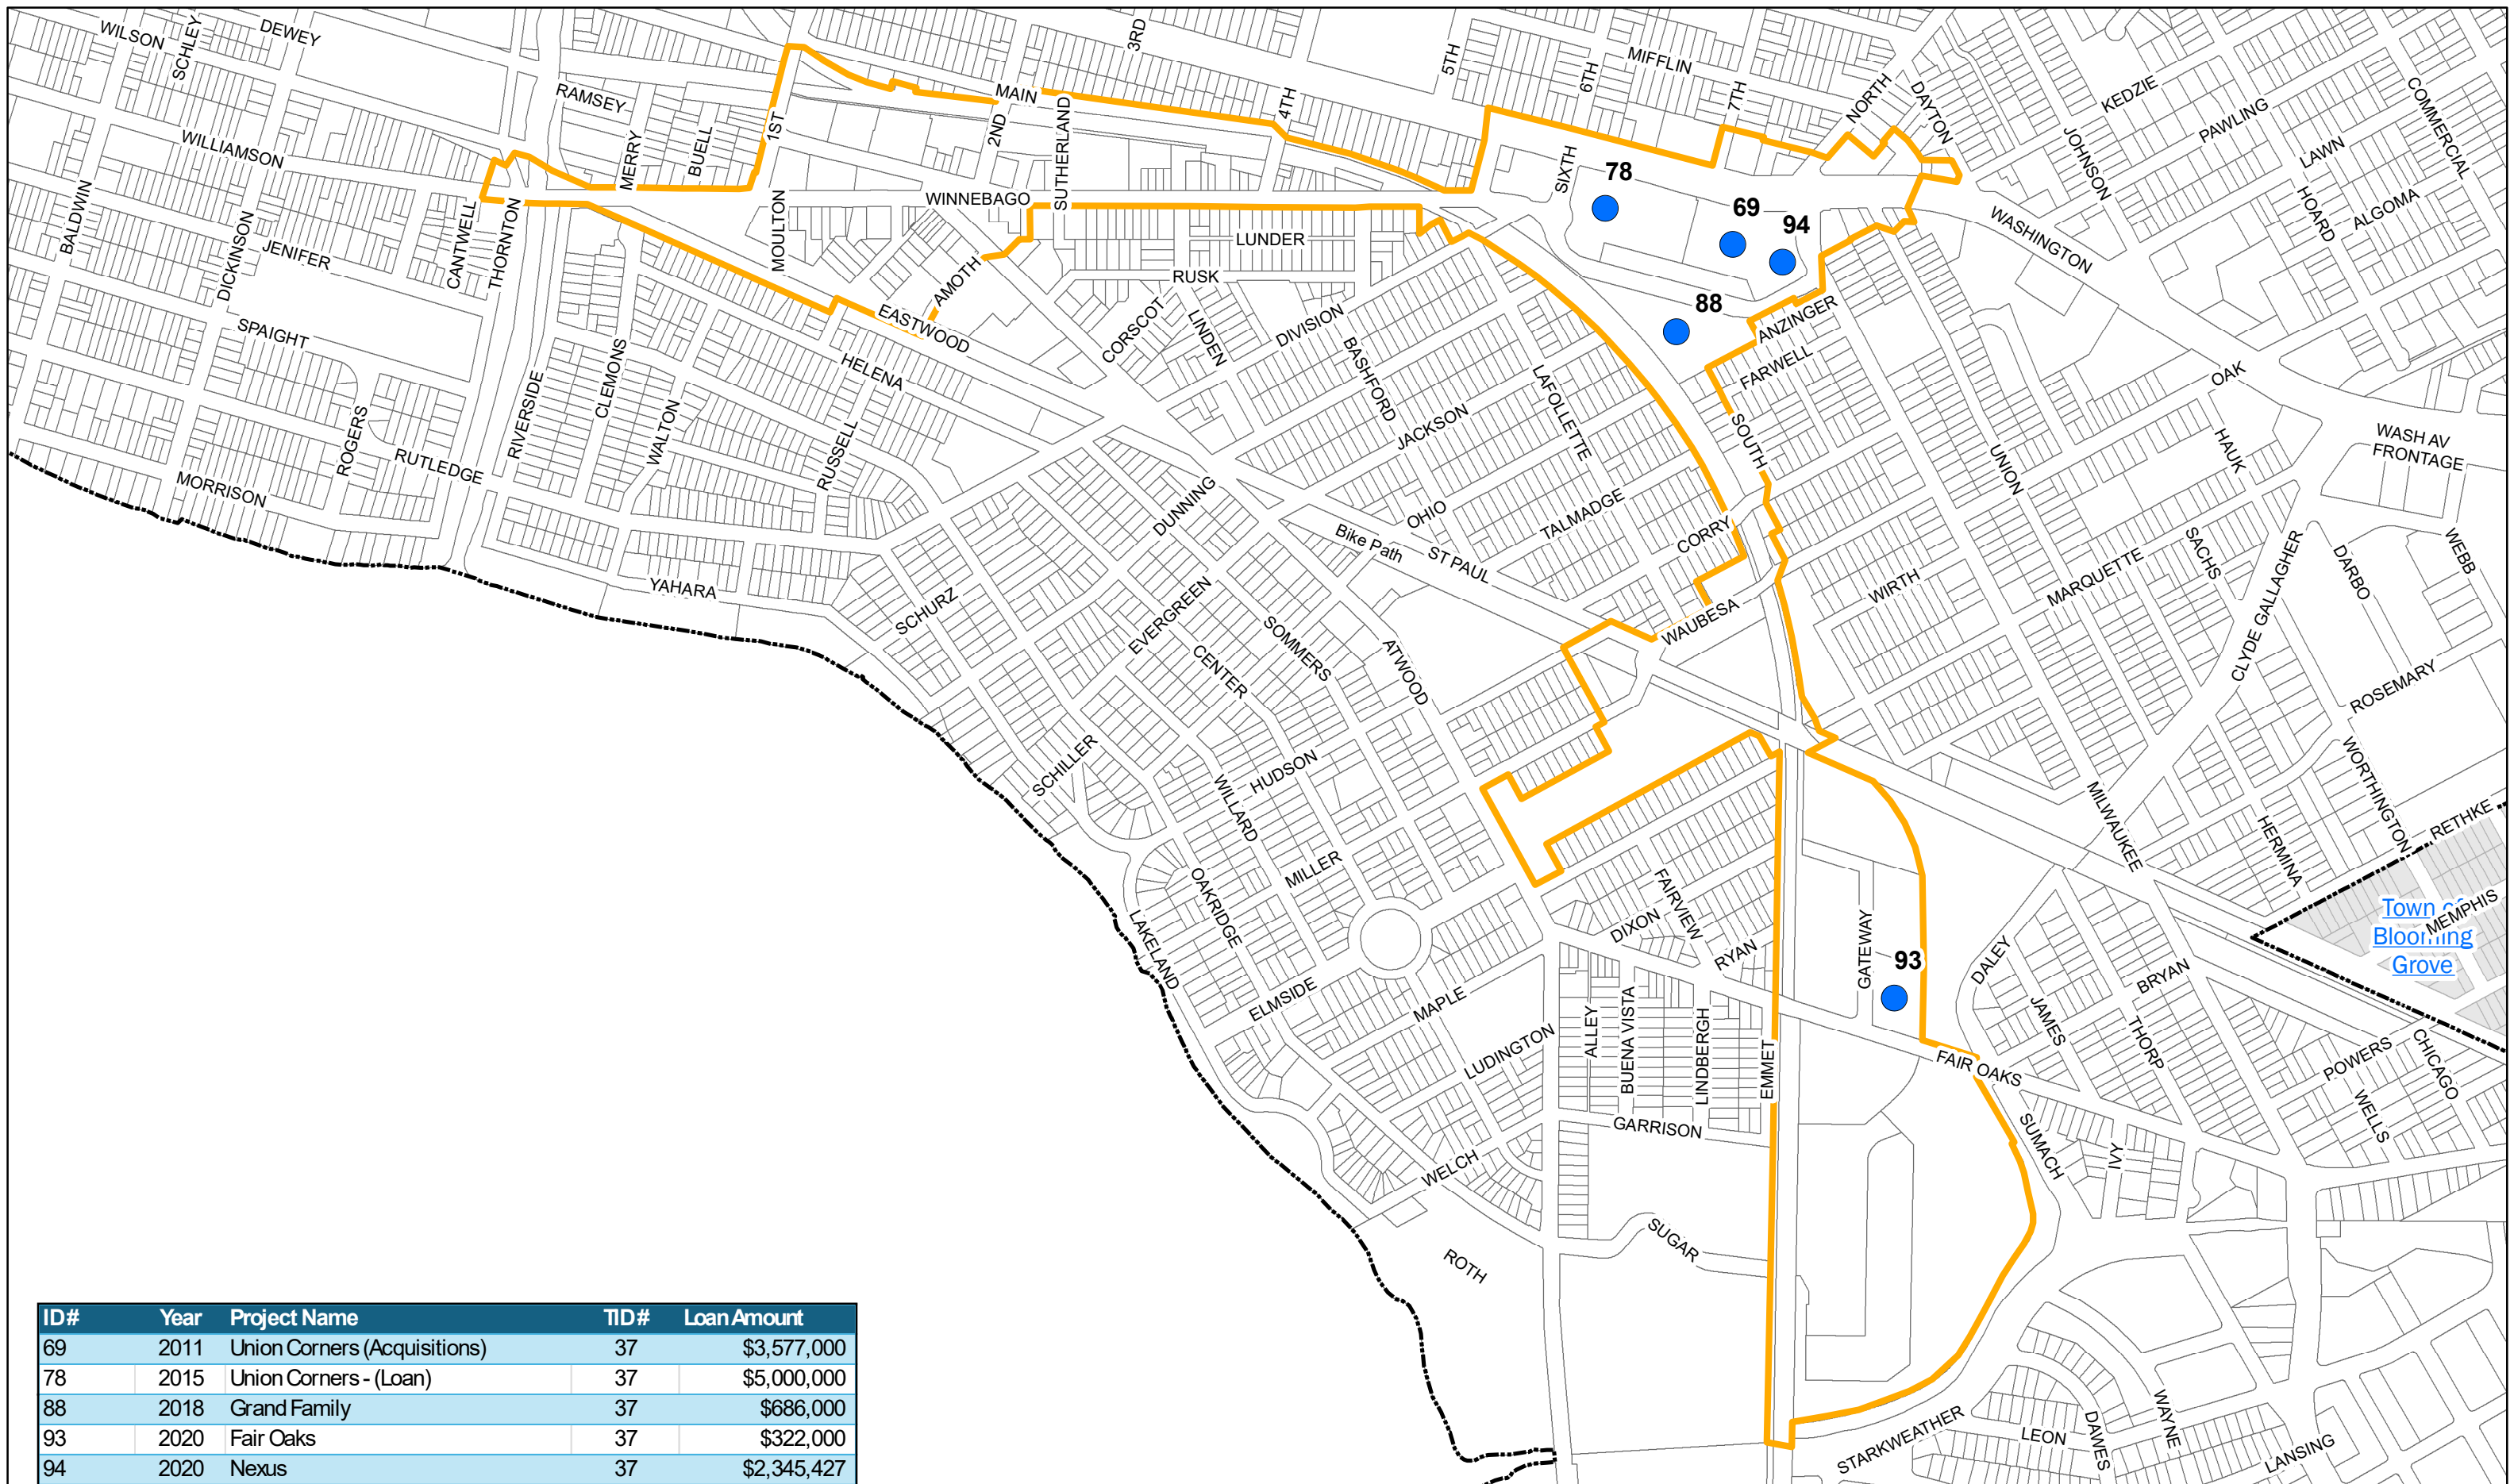 WILSON
SCHLEY
DEWEY
3RD
5TH
6TH
MIFFLIN
7TH
NORTH
DAYTON
KEDZIE
COMMERCIAL
PAWLING
JOHNSON
LAWN
HOARD
ALGOMA
RAMSEY
MAIN
4TH
1ST
2ND
SUTHERLAND
MERRY
BUELL
WILLIAMSON
BALDWIN
DICKINSON
JENIFER
CANTWELL
THORNTON
MOULTON
WINNEBAGO
LUNDER
SIXTH
78
69
94
88
WASHINGTON
AMOTH
EASTWOOD
RUSK
CORSCOT
LINDEN
DIVISION
BASHFORD
ANZINGER
FARWELL
SPAIGHT
HELENA
JACKSON
LAFOLLETTE
SOUTH
OAK
RIVERSIDE
CLEMONS
WALTON
RUSSELL
ROGERS
RUTLEDGE
MORRISON
DUNNING
OHIO
TALMADGE
CORRY
UNION
HAUK
WASH AV
FRONTAGE
Bike Path
ST PAUL
YAHARA
SCHURZ
EVERGREEN
CENTER
SOMMERS
ATWOOD
WAUBESA
WIRTH
MARQUETTE
SACHS
CLYDE GALLAGHER
DARBO
WEBB
ROSEMARY
SCHILLER
WILLARD
HUDSON
MILLER
OAKRIDGE
LAKELAND
ELMSIDE
MAPLE
MILWAUKEE
WORTHINGTON
HERMINA
RETHKE
Town of
Blooming
Grove
MEMPHIS
DIXON
FAIRVIEW
RYAN
GATEWAY
93
DALEY
BRYAN
JAMES
THORP
LUDINGTON
ALLEY
BUENA VISTA
LINDBERGH
EMMET
GARRISON
WELCH
FAIR OAKS
SUMACH
IVY
POWERS
CHICAGO
WELLS
SUGAR
ROTH
STARKWEATHER
LEON
DAWES
WAYNE
LANSING
ID# Year Project Name TID# Loan Amount
69 2011 Union Corners (Acquisitions) 37 $3,577,000
78 2015 Union Corners - (Loan) 37 $5,000,000
88 2018 Grand Family 37 $686,000
93 2020 Fair Oaks 37 $322,000
94 2020 Nexus 37 $2,345,427